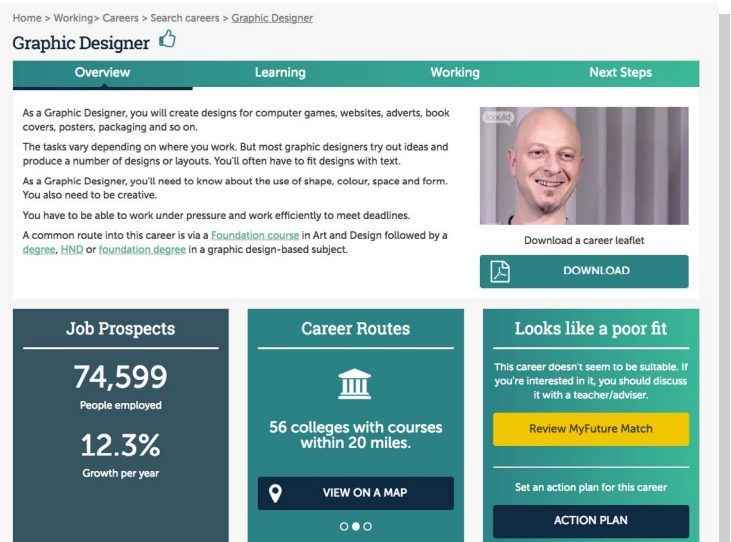 Home > Working> Careers > Search careers > Graphic Designer
Graphic Designer
Overview
Learning
Working
Next Steps
As a Graphic Designer, you will create designs for computer games, websites, adverts, book
covers, posters, packaging and so on.
The tasks vary depending on where you work. But most graphic designers try out ideas and
produce a number of designs or layouts. You'll often have to fit designs with text.
As a Graphic Designer, you'll need to know about the use of shape, colour, space and form.
You also need to be creative.
You have to be able to work under pressure and work efficiently to meet deadlines.
A common route into this career is via a Foundation course in Art and Design followed by a
degree, HND or foundation degree in a graphic design-based subject.
icould
Download a career leaflet
DOWNLOAD
Job Prospects
74,599
People employed
12.3%
Growth per year
Career Routes
56 colleges with courses
within 20 miles.
VIEW ON A MAP
Looks like a poor fit
This career doesn't seem to be suitable. If
you're interested in it, you should discuss
it with a teacher/adviser.
Review MyFuture Match
Set an action plan for this career
ACTION PLAN